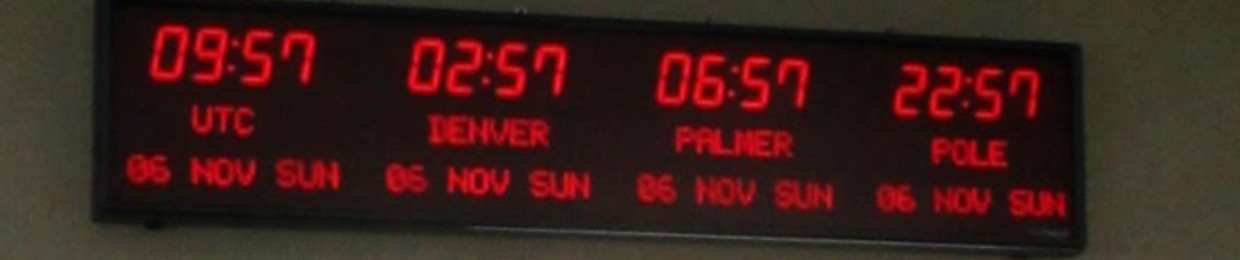 09:57 02:57 06:57 22:57
UTC DENVER PALMER POLE
06 NOV SUN 06 NOV SUN 06 NOV SUN 06 NOV SUN